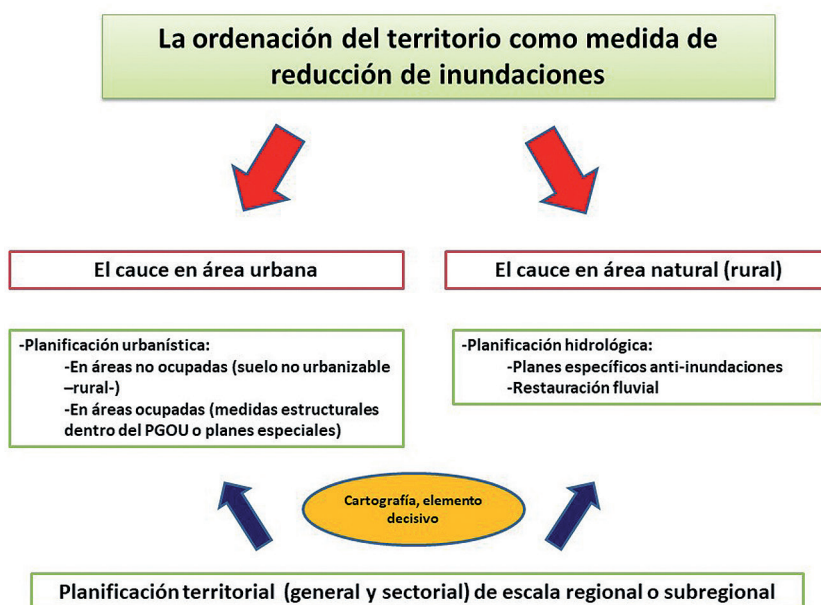 La ordenación del territorio como medida de
reducción de inundaciones
El cauce en área urbana
El cauce en área natural (rural)
-Planificación urbanística:
-En áreas no ocupadas (suelo no urbanizable
–rural-)
-En áreas ocupadas (medidas estructurales
dentro del PGOU o planes especiales)
-Planificación hidrológica:
-Planes específicos anti-inundaciones
-Restauración fluvial
Cartografía, elemento
decisivo
Planificación territorial (general y sectorial) de escala regional o subregional